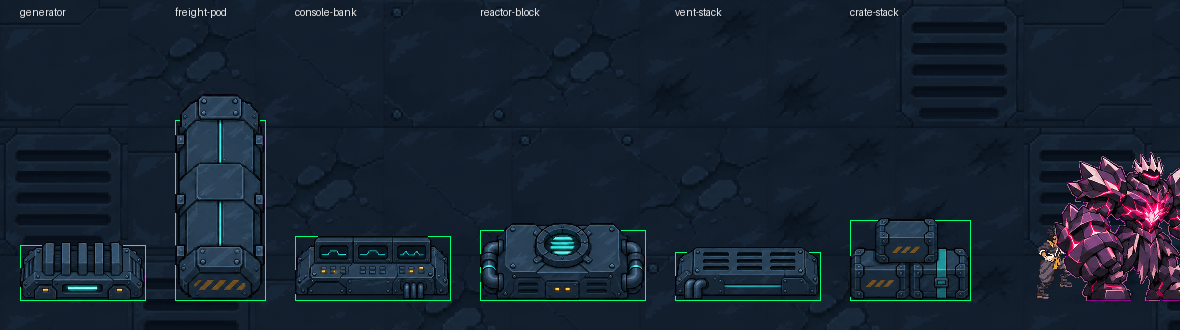 generator
freight-pod
console-bank
reactor-block
vent-stack
crate-stack